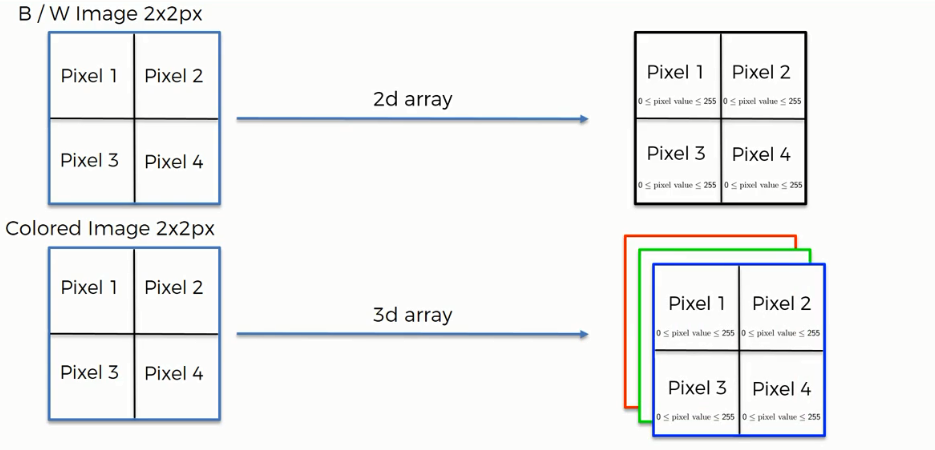 B / W Image 2x2px
Pixel 1 Pixel 2
Pixel 3 Pixel 4
2d array
Pixel 1 Pixel 2
0 ≤ pixel value ≤ 255 0 ≤ pixel value ≤ 255
Pixel 3 Pixel 4
0 ≤ pixel value ≤ 255 0 ≤ pixel value ≤ 255
Colored Image 2x2px
Pixel 1 Pixel 2
Pixel 3 Pixel 4
3d array
Pixel 1 Pixel 2
0 ≤ pixel value ≤ 255 0 ≤ pixel value ≤ 255
Pixel 3 Pixel 4
0 ≤ pixel value ≤ 255 0 ≤ pixel value ≤ 255